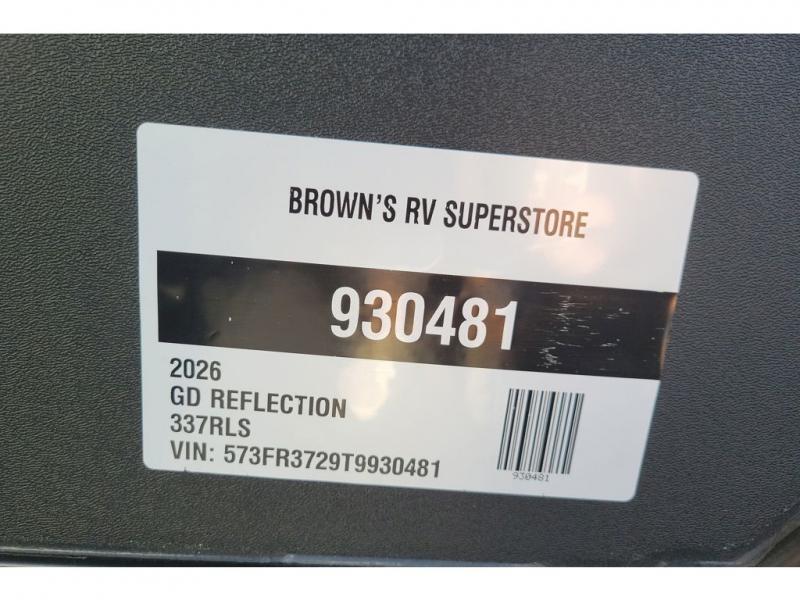 BROWN'S RV SUPERSTORE
930481
2026
GD REFLECTION
337RLS
VIN: 573FR3729T9930481
930481